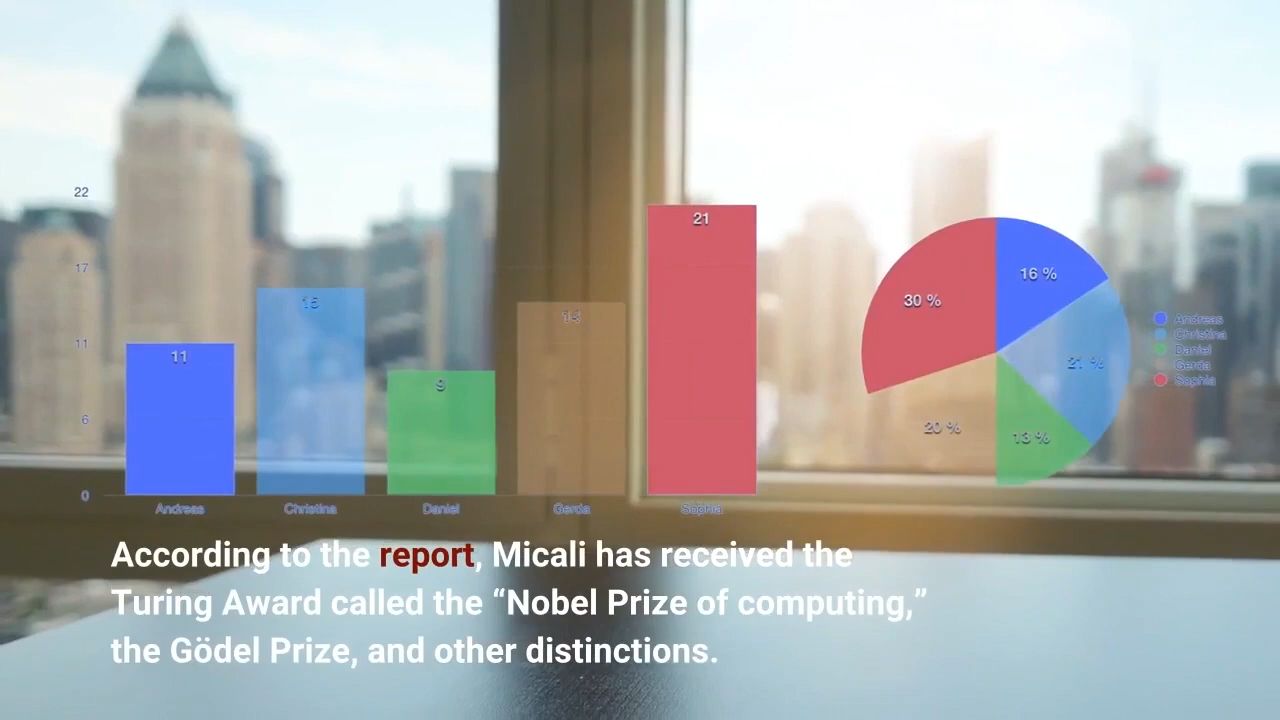 22
17
11
6
0
11
15
9
14
21
Andreas
Christina
Daniel
Gerda
Sophia
16 %
21 %
13 %
20 %
30 %
Andreas
Christina
Daniel
Gerda
Sophia
According to the report, Micali has received the
Turing Award called the “Nobel Prize of computing,”
the Gödel Prize, and other distinctions.